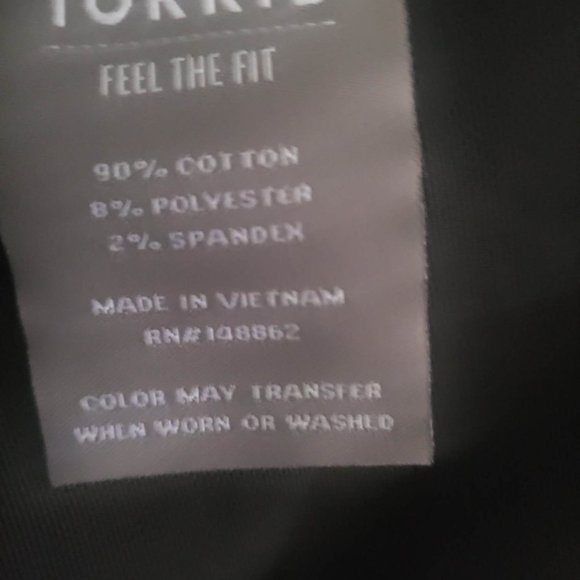 TORRID
FEEL THE FIT
90% COTTON
8% POLYESTER
2% SPANDEX
MADE IN VIETNAM
RN#148862
COLOR MAY TRANSFER
WHEN WORN OR WASHED